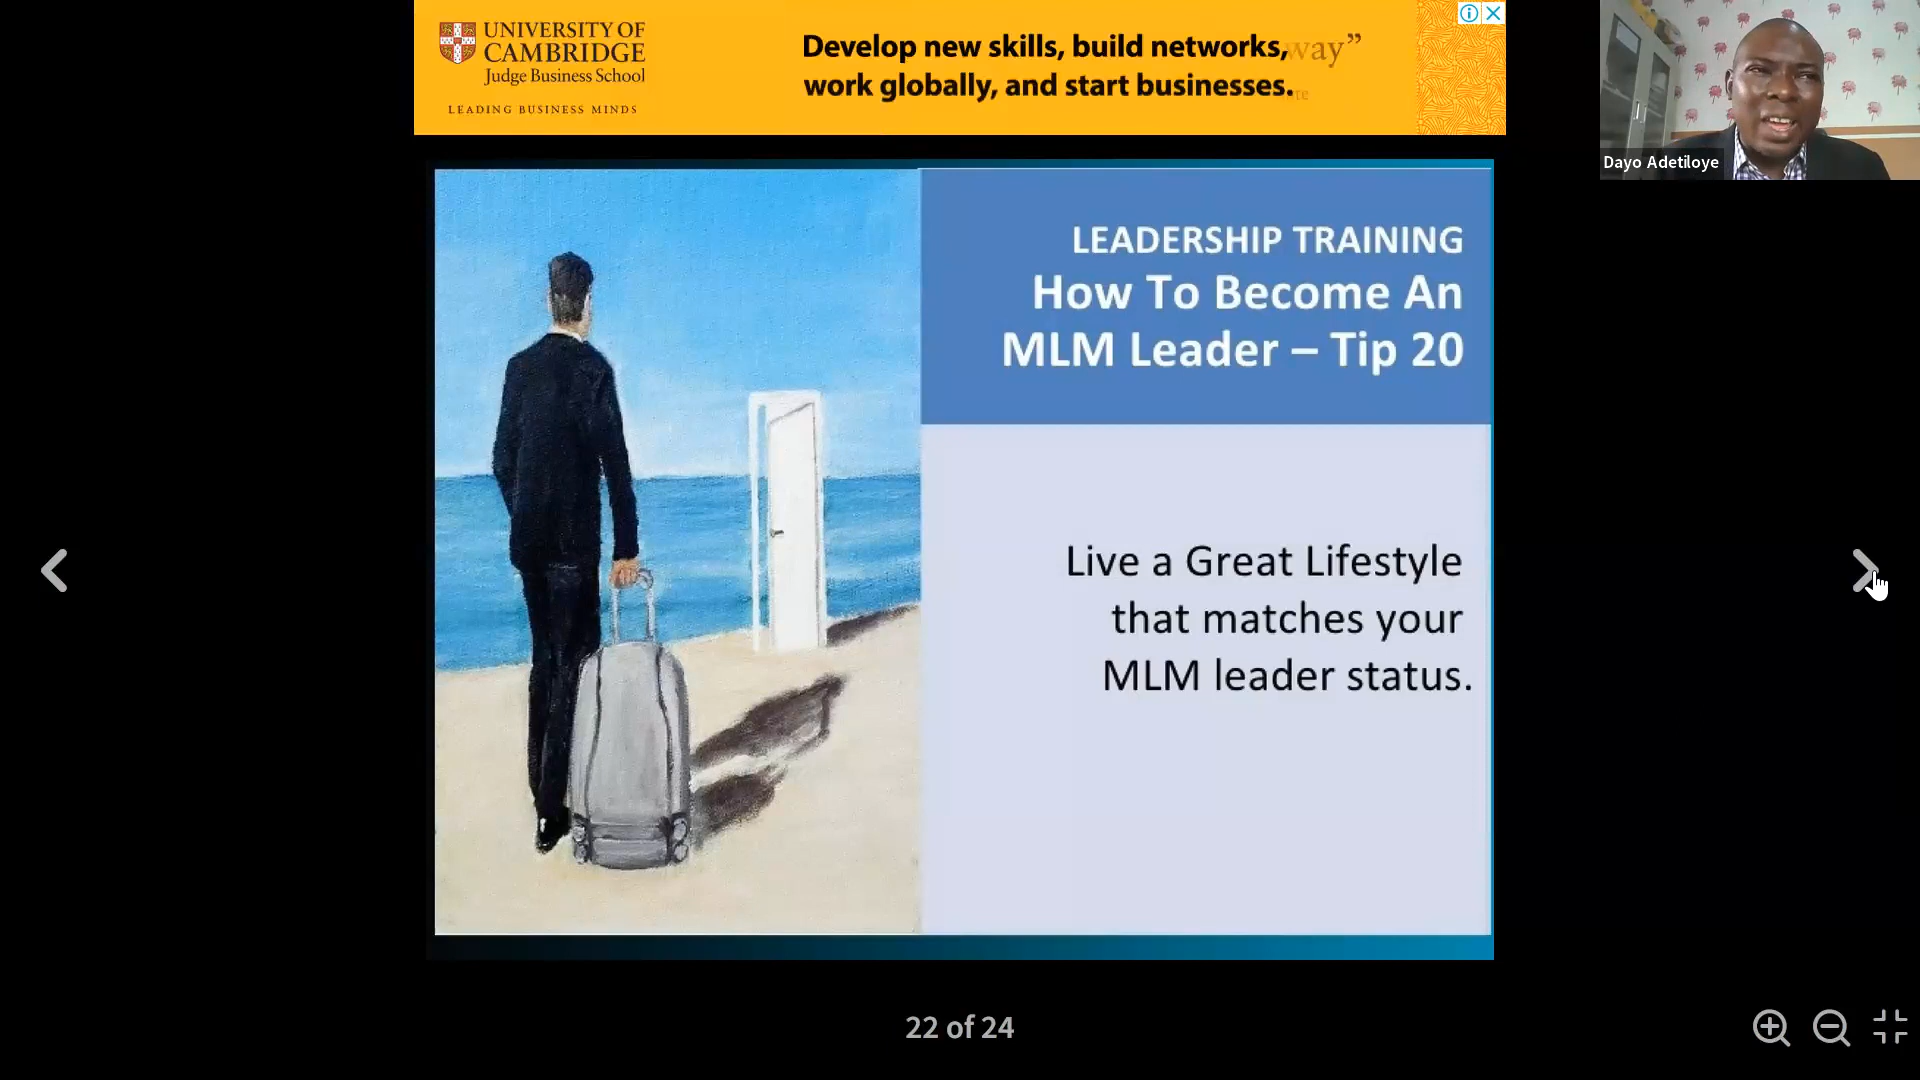 UNIVERSITY OF
CAMBRIDGE
Judge Business School
LEADING BUSINESS MINDS
Develop new skills, build networks,
way”
work globally, and start businesses.
Dayo Adetiloye
LEADERSHIP TRAINING
How To Become An
MLM Leader – Tip 20
Live a Great Lifestyle
that matches your
MLM leader status.
22 of 24